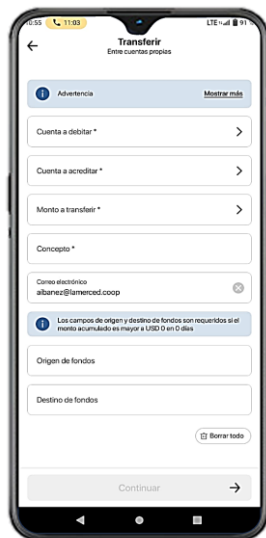 0:55 11:03 LTE 91
Transferir
Entre cuentas propias
Advertencia Mostrar más
Cuenta a debitar *
Cuenta a acreditar *
Monto a transferir *
Concepto *
Correo electrónico
aibanez@lamerced.coop
Los campos de origen y destino de fondos son requeridos si el
monto acumulado es mayor a USD 0 en 0 días
Origen de fondos
Destino de fondos
Borrar todo
Continuar